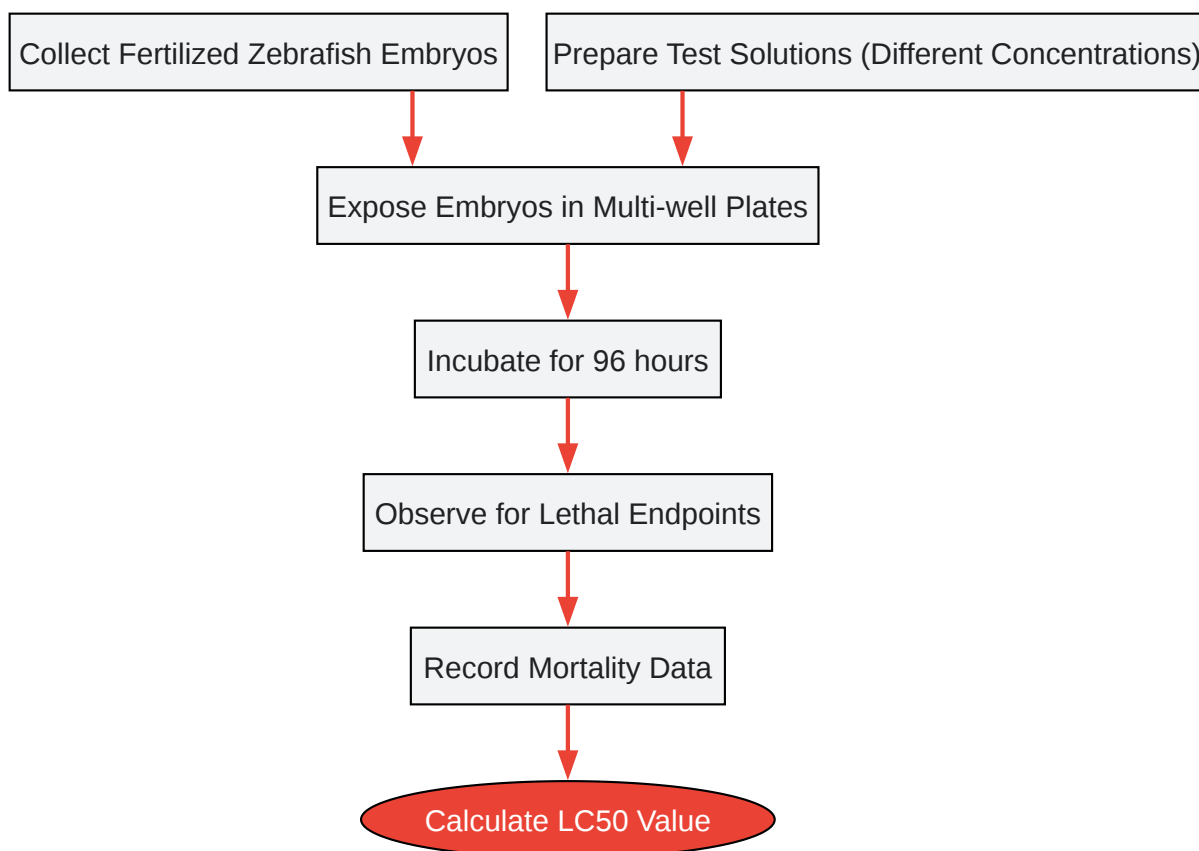 Collect Fertilized Zebrafish Embryos
Prepare Test Solutions (Different Concentrations)
Expose Embryos in Multi-well Plates
Incubate for 96 hours
Observe for Lethal Endpoints
Record Mortality Data
Calculate LC50 Value